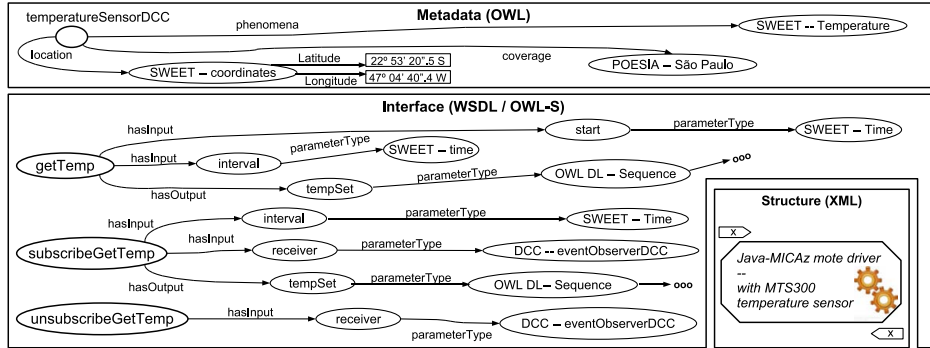 Metadata (OWL)
temperatureSensorDCC
phenomena
SWEET – Temperature
location
coverage
SWEET – coordinates
Latitude
22º 53' 20".5 S
Longitude
47º 04' 40".4 W
POESIA – São Paulo
Interface (WSDL / OWL-S)
getTemp
hasInput
start
parameterType
SWEET – Time
hasInput
interval
parameterType
SWEET – time
hasOutput
tempSet
parameterType
OWL DL – Sequence
ooo
subscribeGetTemp
hasInput
interval
parameterType
SWEET – Time
hasInput
receiver
parameterType
DCC -- eventObserverDCC
hasOutput
tempSet
parameterType
OWL DL– Sequence
ooo
unsubscribeGetTemp
hasInput
receiver
parameterType
DCC – eventObserverDCC
Structure (XML)
X
Java-MICAz mote driver
--
with MTS300
temperature sensor
X